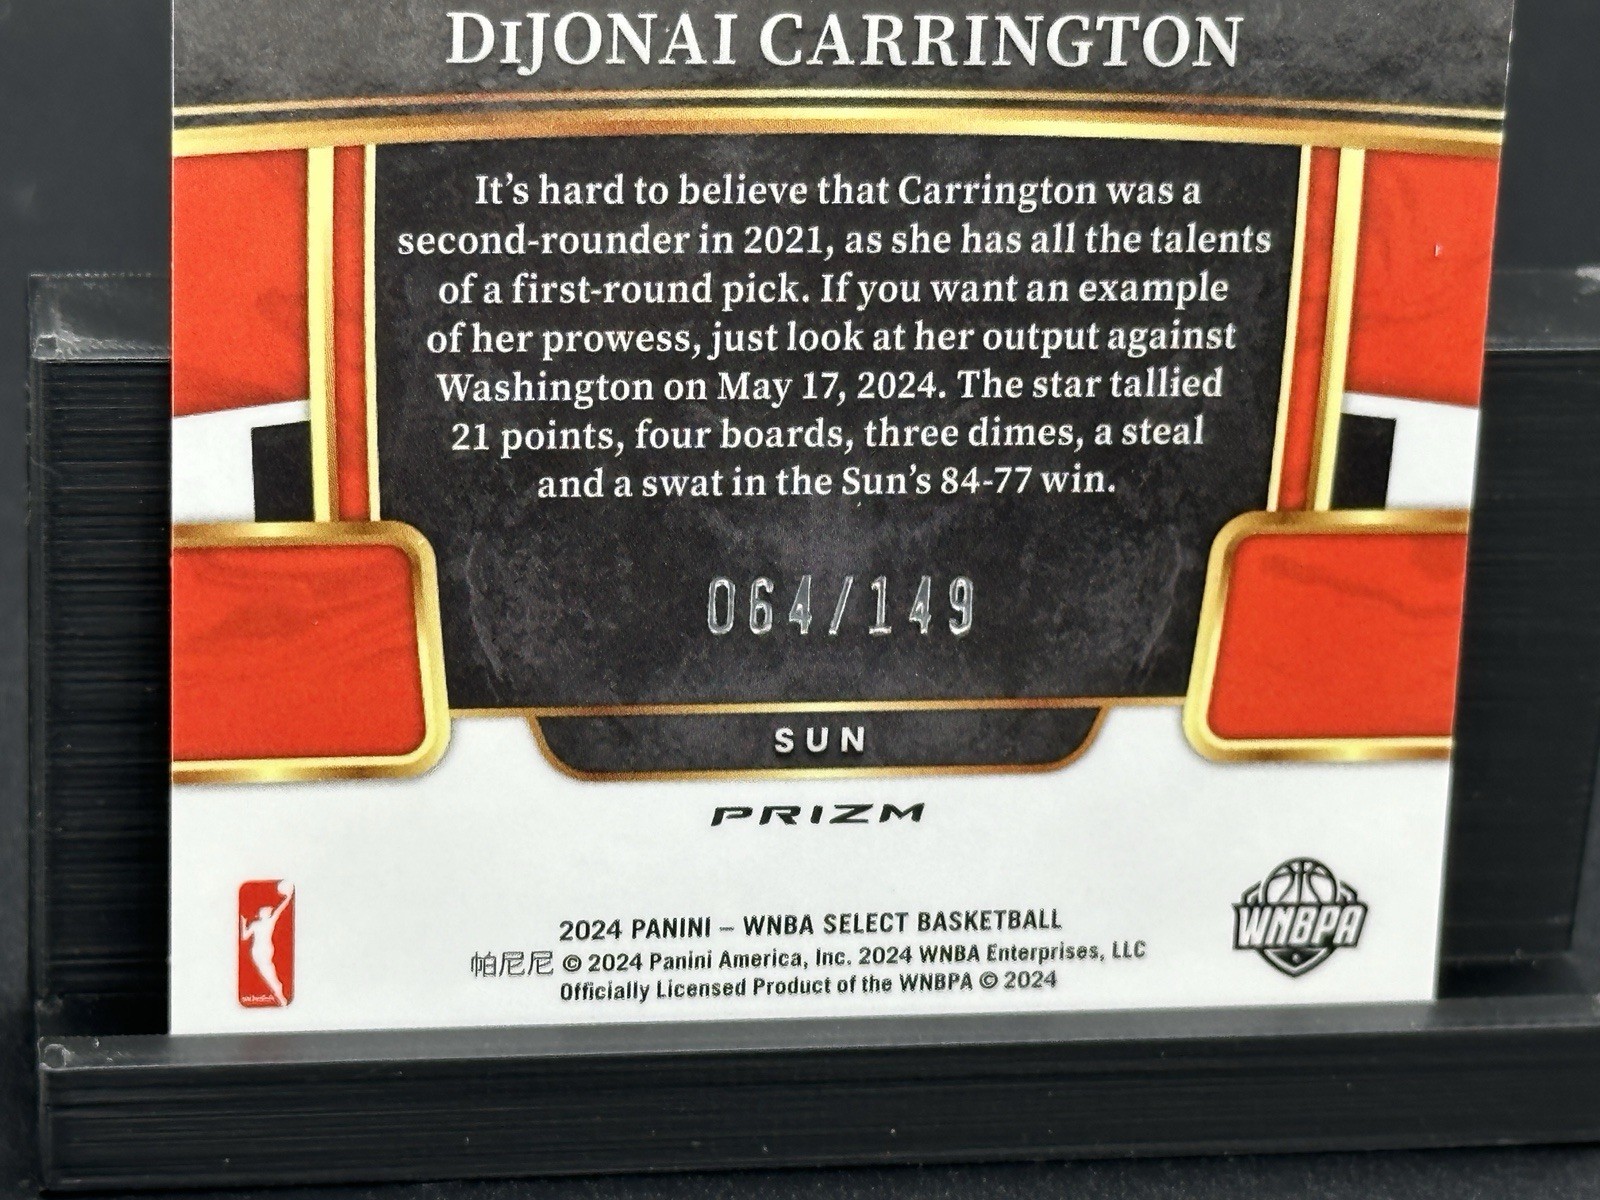 DIJONAI CARRINGTON
It's hard to believe that Carrington was a
second-rounder in 2021, as she has all the talents
of a first-round pick. If you want an example
of her prowess, just look at her output against
Washington on May 17, 2024. The star tallied
21 points, four boards, three dimes, a steal
and a swat in the Sun's 84-77 win.
064/149
SUN
PRIZM
WNBPA
2024 PANINI – WNBA SELECT BASKETBALL
帕尼尼 © 2024 Panini America, Inc. 2024 WNBA Enterprises, LLC
Officially Licensed Product of the WNBPA © 2024